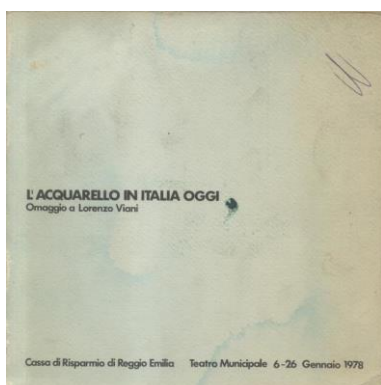 L'ACQUARELLO IN ITALIA OGGI
Omaggio a Lorenzo Viani
Cassa di Risparmio di Reggio Emilia Teatro Municipale 6-26 Gennaio 1978